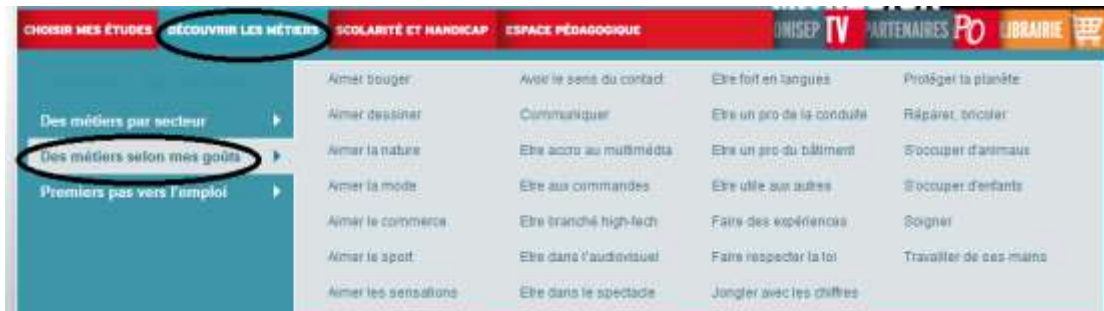 CHOISIR MES ÉTUDES DÉCOUVRIR LES MÉTIERS SCOLARITÉ ET HANDICAP ESPACE PÉDAGOGIQUE ONISEP TV PARTENAIRES PO LIBRAIRIE
Des métiers par secteur
Des métiers selon mes goûts
Premiers pas vers l'emploi
Aimer bouger
Aimer dessiner
Aimer la nature
Aimer la mode
Aimer le commerce
Aimer le sport
Aimer les sensations
Avoir le sens du contact
Communiquer
Etre accro au multimédia
Etre aux commandes
Etre branché high-tech
Etre dans l'audiovisuel
Etre dans le spectacle
Etre fort en langues
Etre un pro de la conduite
Etre un pro du bâtiment
Etre utile aux autres
Faire des expériences
Faire respecter la loi
Jongler avec les chiffres
Protéger la planète
Réparer, bricoler
S'occuper d'animaux
S'occuper d'enfants
Soigner
Travailler de ses mains